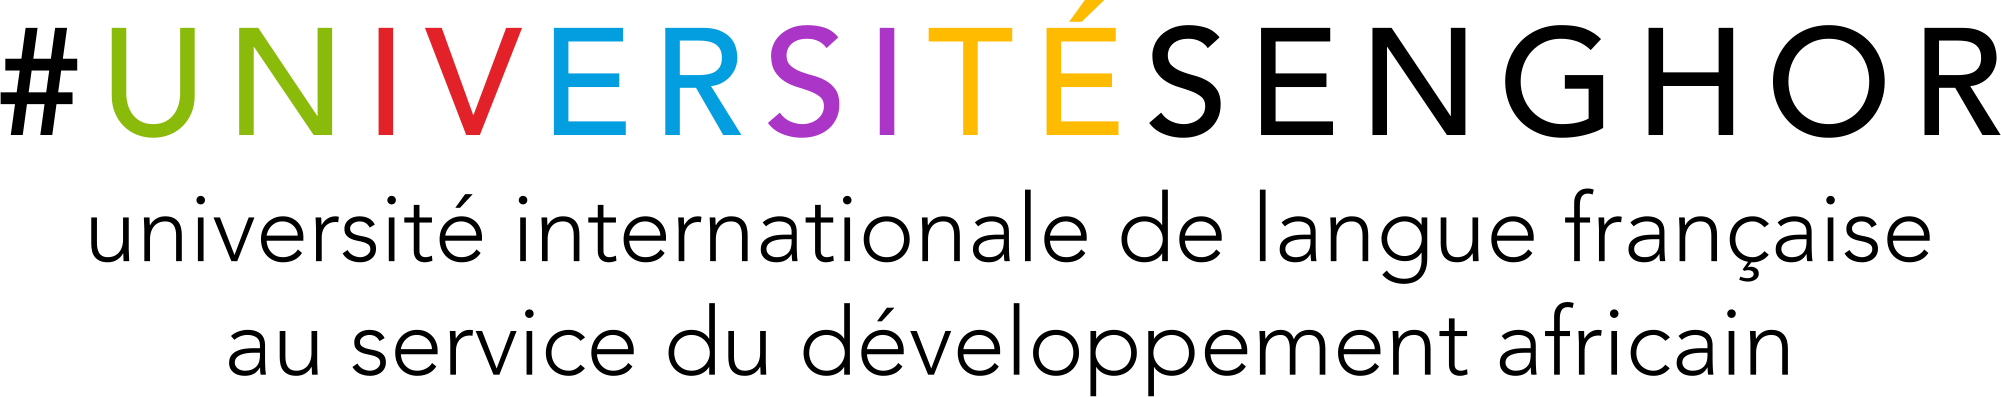 #UNIVERSITÉSENGHOR
université internationale de langue française
au service du développement africain